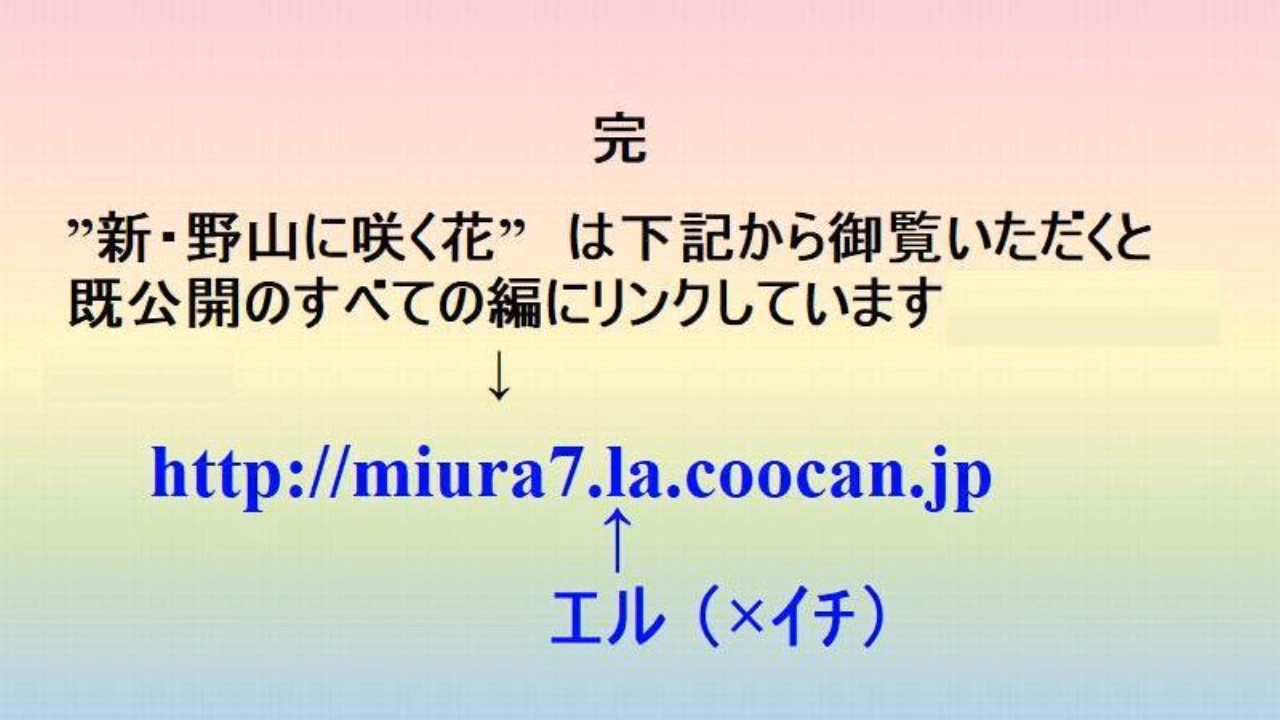 完
”新・野山に咲く花”　は下記から御覧いただくと
既公開のすべての編にリンクしています
↓
http://miura7.la.coocan.jp
↑
エル（×イチ）